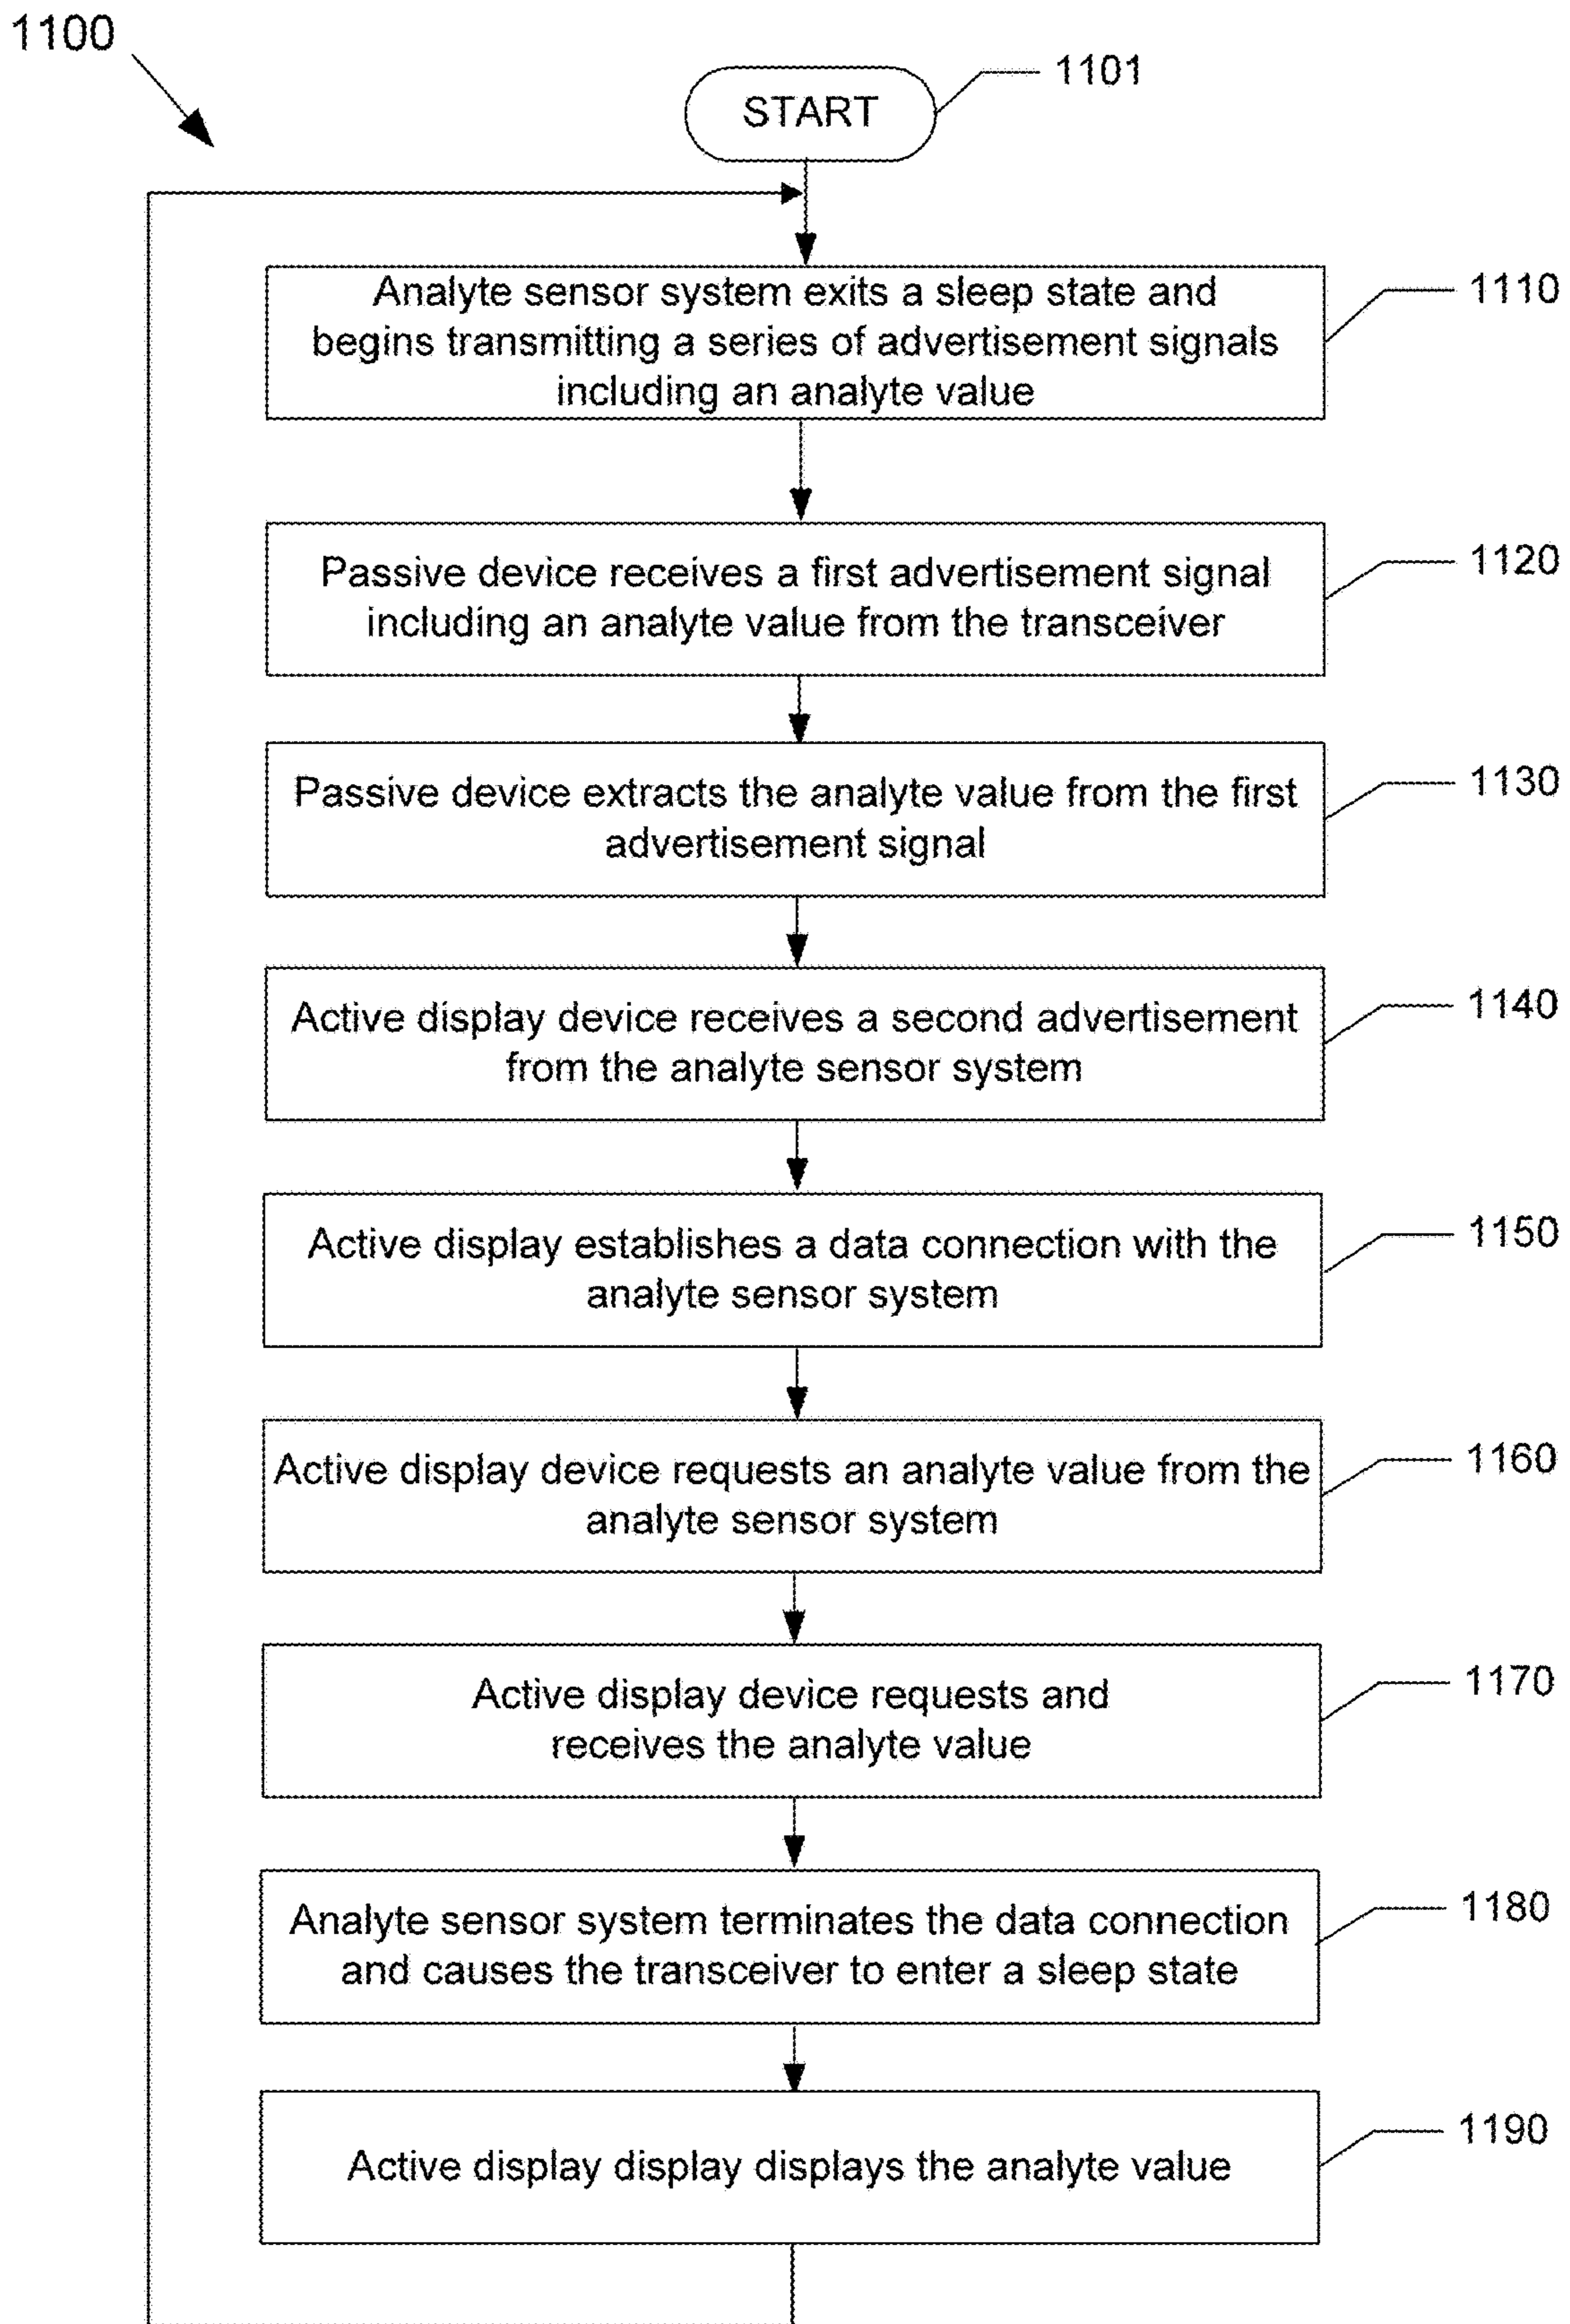 1100
START
1101
Analyte sensor system exits a sleep state and
begins transmitting a series of advertisement signals
including an analyte value
1110
Passive device receives a first advertisement signal
including an analyte value from the transceiver
1120
Passive device extracts the analyte value from the first
advertisement signal
1130
Active display device receives a second advertisement
from the analyte sensor system
1140
Active display establishes a data connection with the
analyte sensor system
1150
Active display device requests an analyte value from the
analyte sensor system
1160
Active display device requests and
receives the analyte value
1170
Analyte sensor system terminates the data connection
and causes the transceiver to enter a sleep state
1180
Active display display displays the analyte value
1190